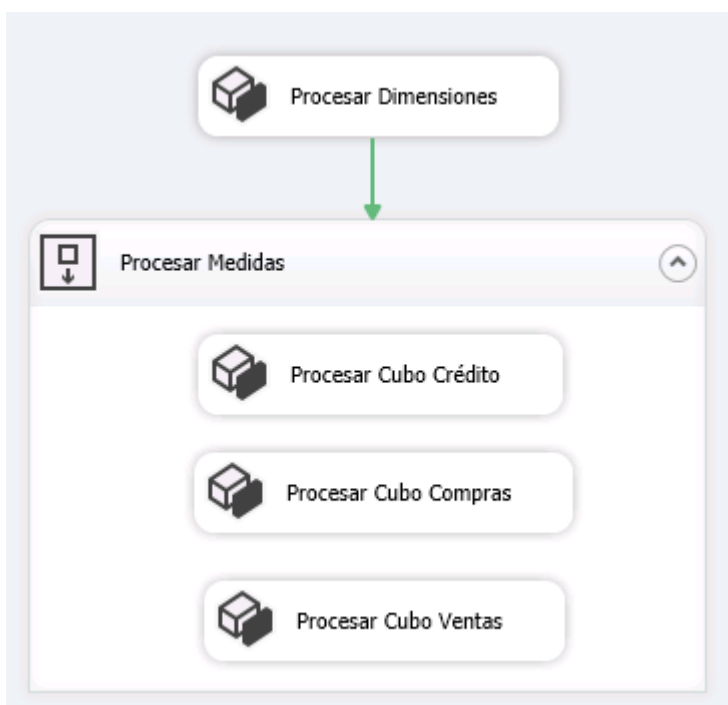 Procesar Dimensiones
Procesar Medidas
Procesar Cubo Crédito
Procesar Cubo Compras
Procesar Cubo Ventas